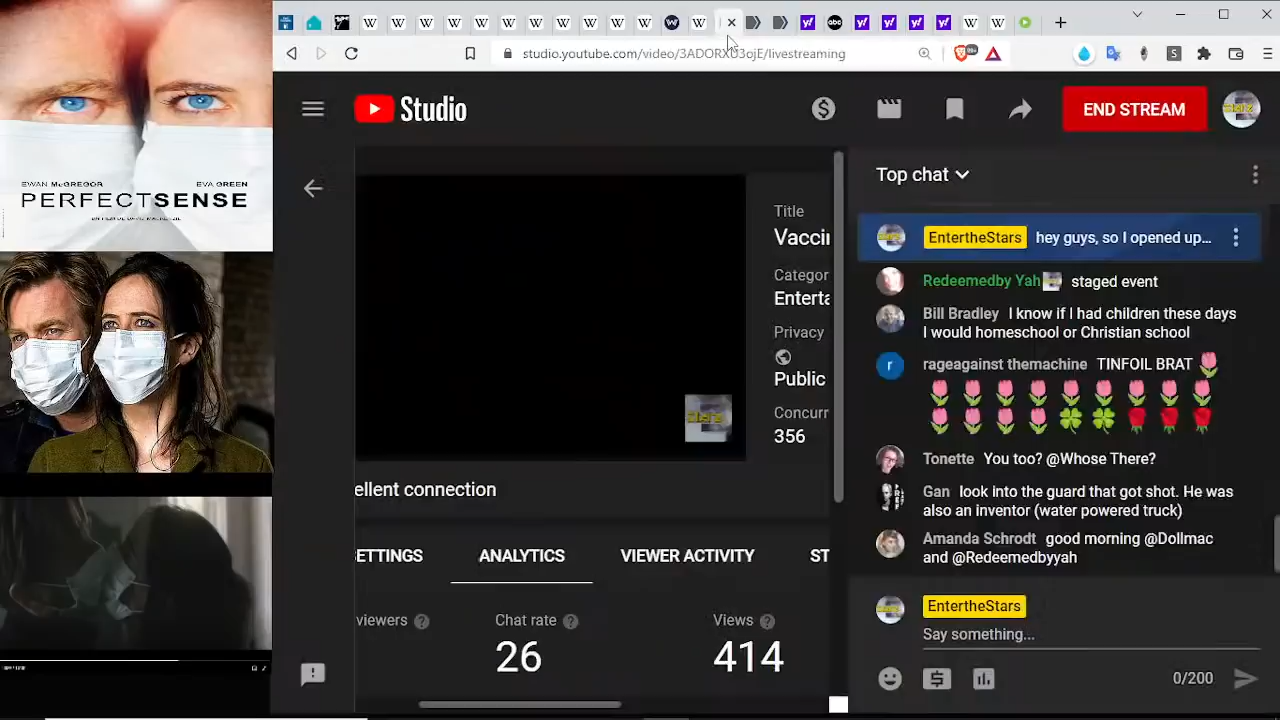 EWAN McGREGOR EVA GREEN
PERFECTSENSE
studio.youtube.com/video/3ADORXU3ojE/livestreaming
Studio
END STREAM
Title
Vaccin
Categor
Enterta
Privacy
Public
Concurr
356
ellent connection
ETTINGS ANALYTICS VIEWER ACTIVITY ST
viewers Chat rate Views
26 414
Top chat
EntertheStars hey guys, so I opened up...
Redeemedby Yah staged event
Bill Bradley I know if I had children these days
I would homeschool or Christian school
r rageagainst themachine TINFOIL BRAT
Tonette You too? @Whose There?
Gan look into the guard that got shot. He was
also an inventor (water powered truck)
Amanda Schrodt good morning @Dollmac
and @Redeemedbyyah
EntertheStars
Say something...
0/200